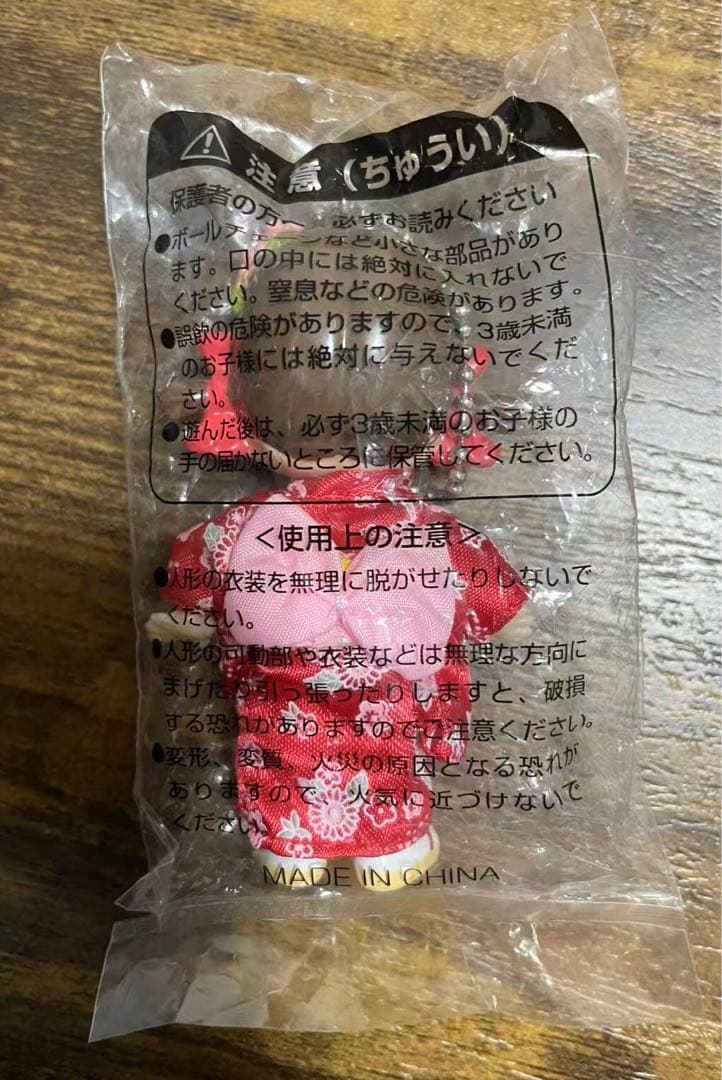 注意(ちゅうい)
保護者の方へ 必ずお読みください
●ボールチェーンなど小さな部品があり
ます。口の中には絶対に入れないで
ください。窒息などの危険があります。
●誤飲の危険がありますので、3歳未満
のお子様には絶対に与えないでくだ
さい。
●遊んだ後は、必ず3歳未満のお子様の
手の届かないところに保管してください。
<使用上の注意>
●人形の衣装を無理に脱がせたりしないで
ください。
●人形の可動部や衣装などは無理な方向に
まげたり引っ張ったりしますと、破損
する恐れがありますのでご注意ください。
●変形、変質、火災の原因となる恐れが
ありますので、火気に近づけないで
ください。
MADE IN CHINA